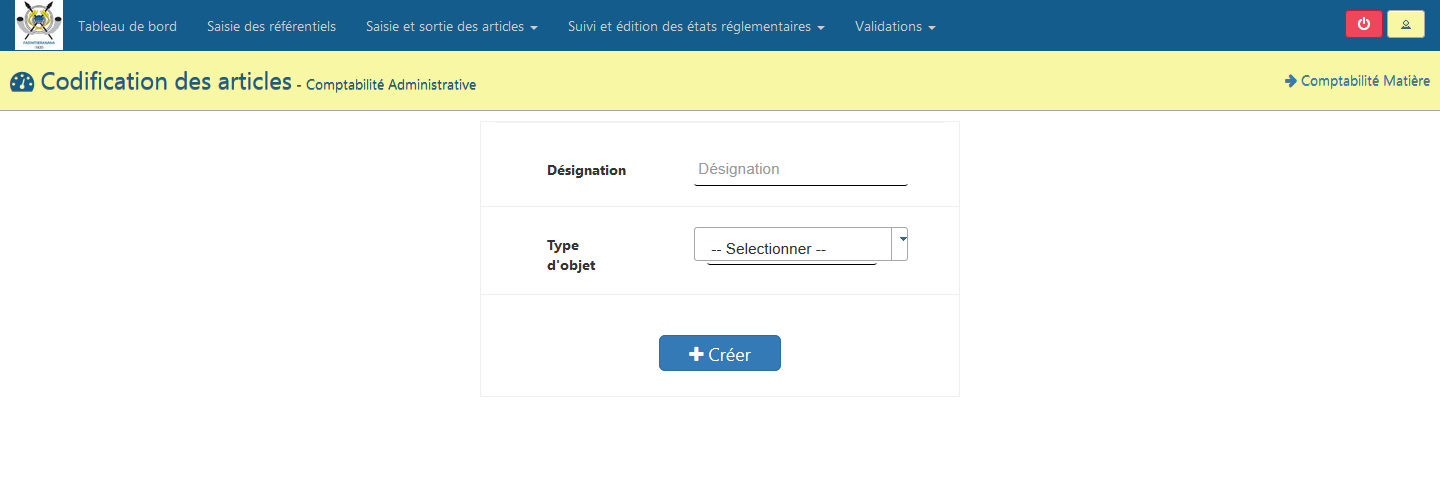 Tableau de bord Saisie des référentiels Saisie et sortie des articles Suivi et édition des états réglementaires Validations
Codification des articles - Comptabilité Administrative
Comptabilité Matière
Désignation Désignation
Type -- Selectionner --
d'objet
Créer